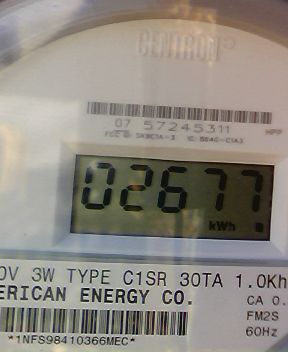 CENTRON
07 57245311
HPP
02677
kWh
0V 3W TYPE C1SR 30TA 1.0Kh
ERICAN ENERGY CO.
CA 0.
FM2S
60Hz
*1NFS98410366MEC*